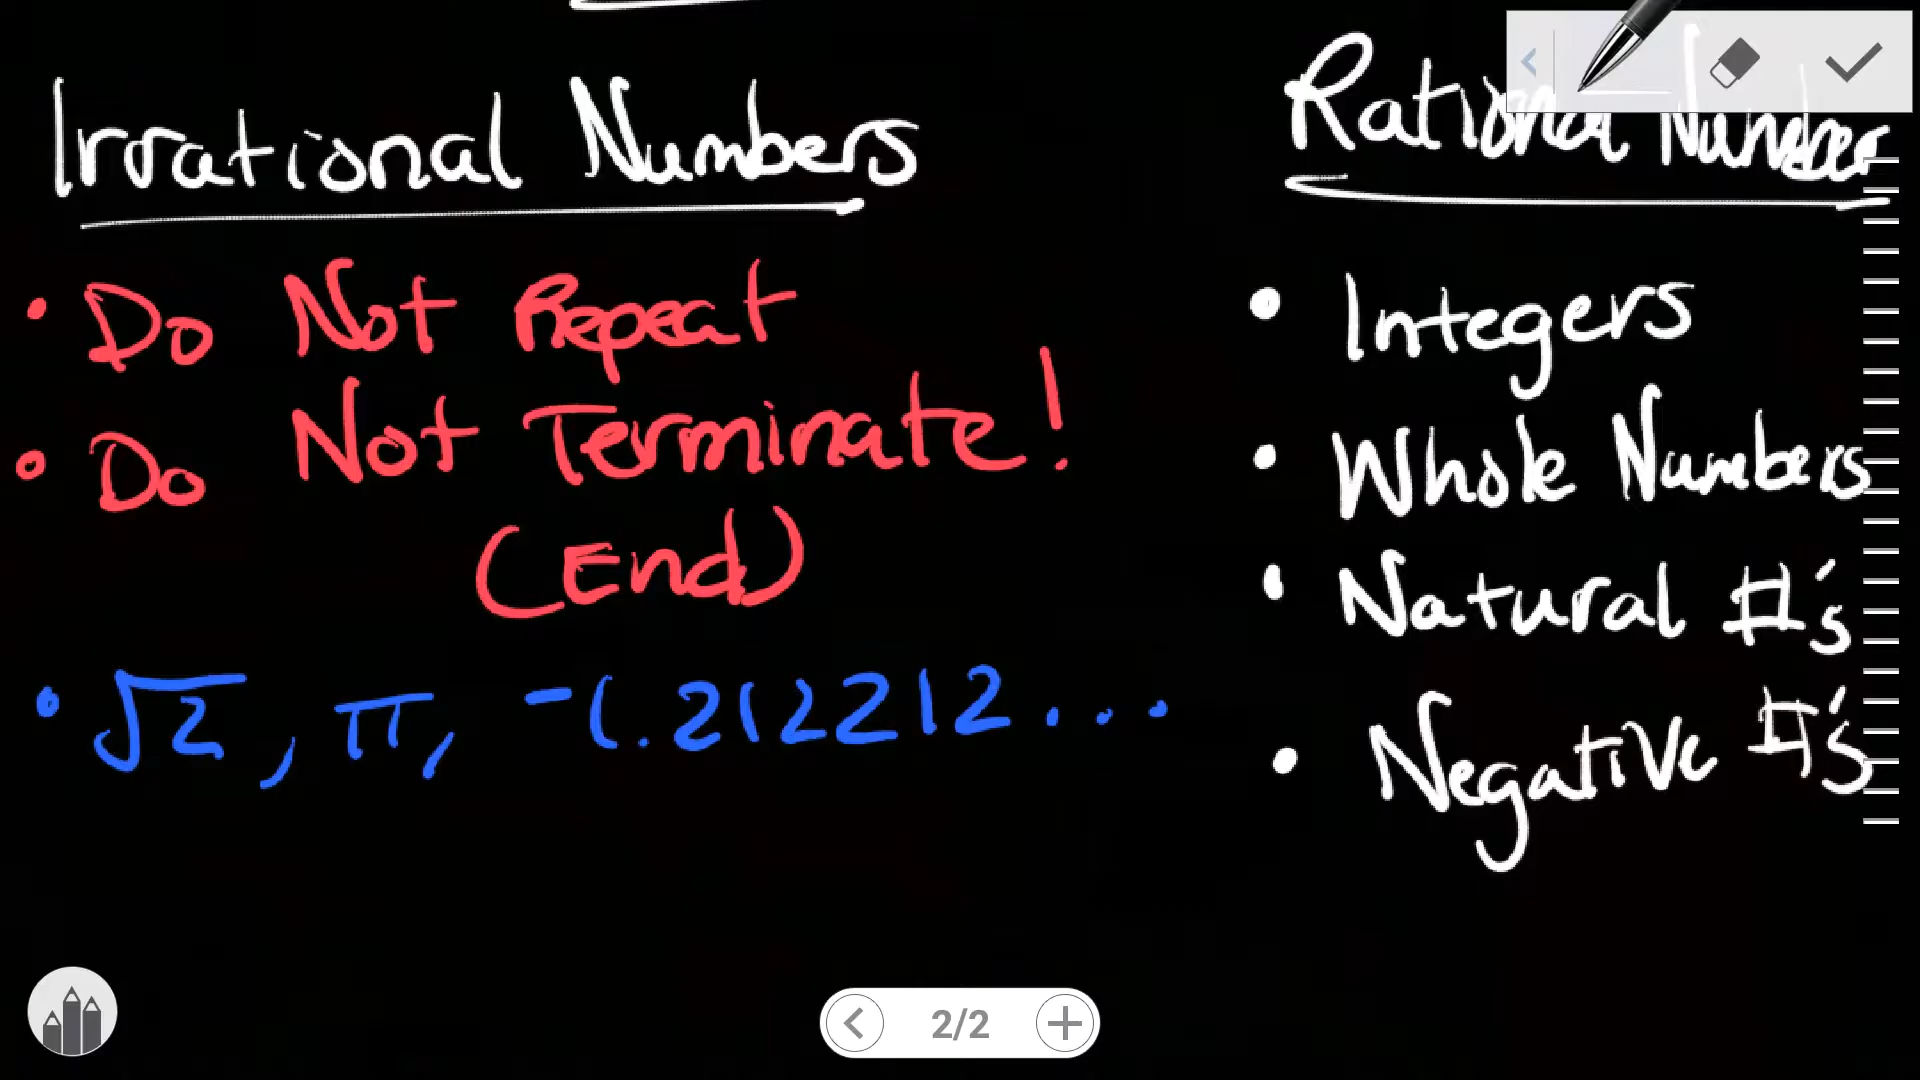 Irrational Numbers
• Do Not Repeat
• Do Not Terminate!
(End)
• √2, π, -1.212212...
Rational Number
• Integers
• Whole Numbers
• Natural #'s
• Negative #'s
2/2